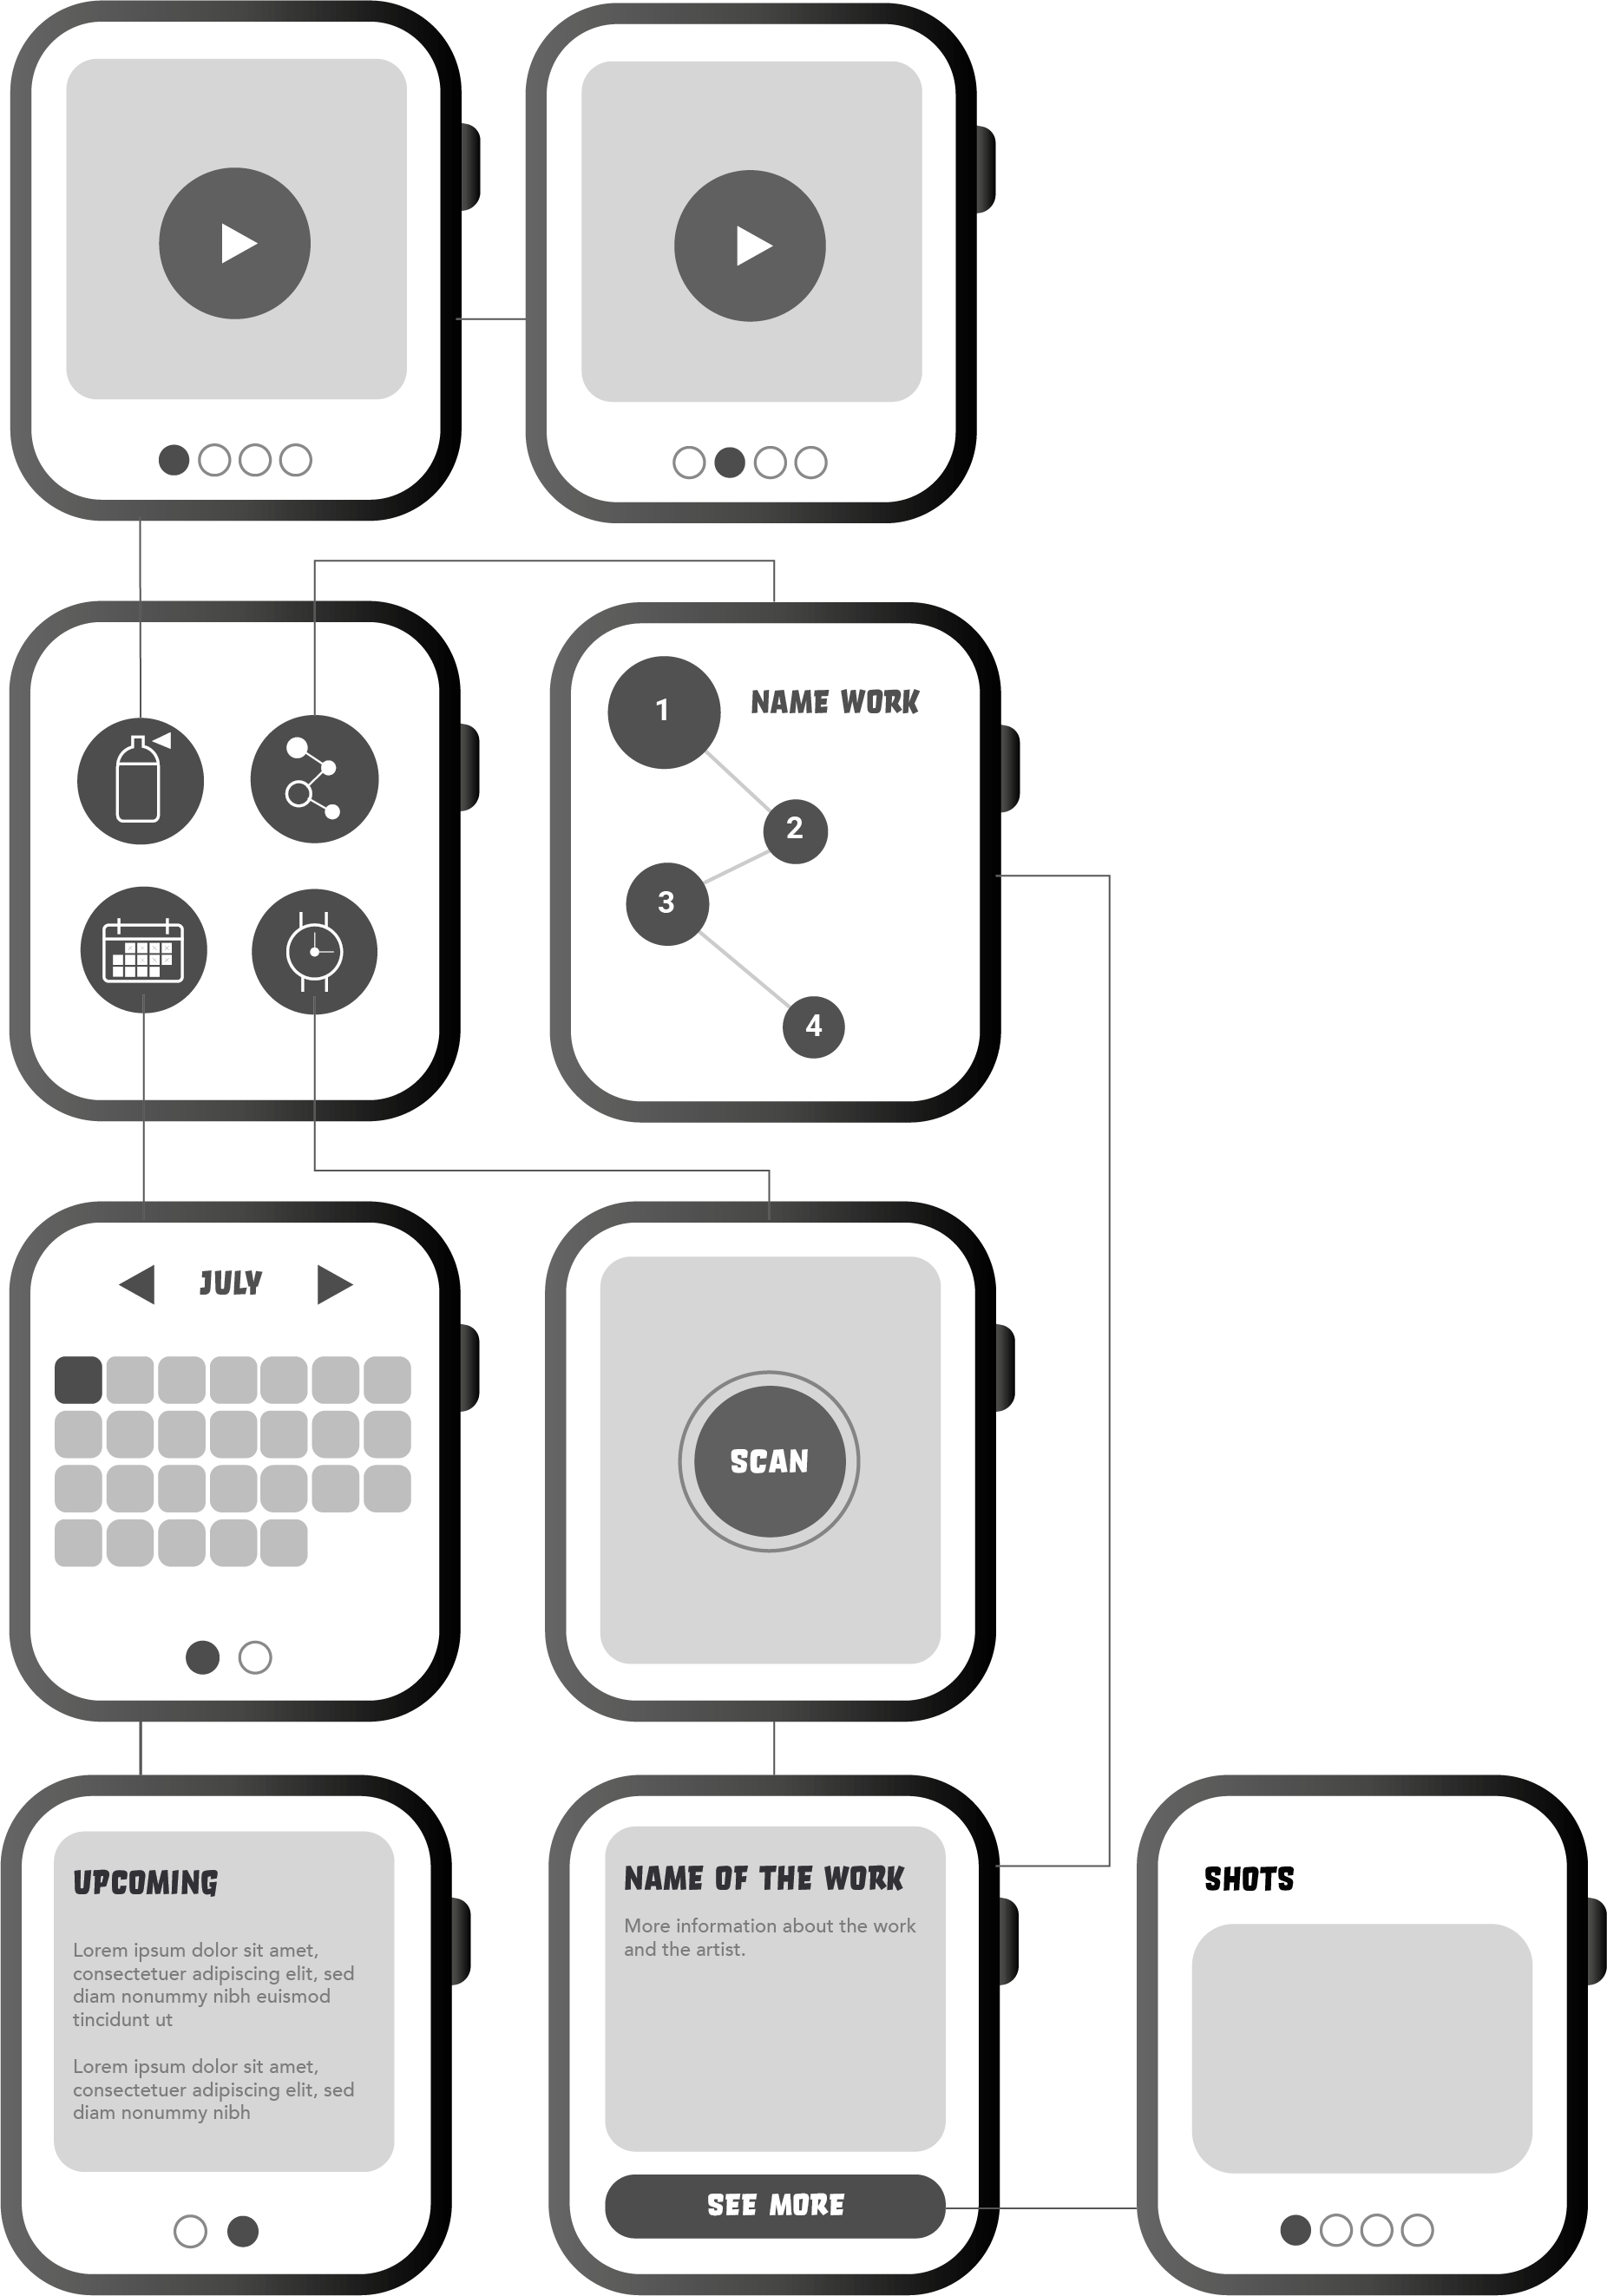 1
NAME WORK
2
3
4
JULY
SCAN
UPCOMING
Lorem ipsum dolor sit amet,
consectetuer adipiscing elit, sed
diam nonummy nibh euismod
tincidunt ut
Lorem ipsum dolor sit amet,
consectetuer adipiscing elit, sed
diam nonummy nibh
NAME OF THE WORK
More information about the work
and the artist.
SEE MORE
SHOTS